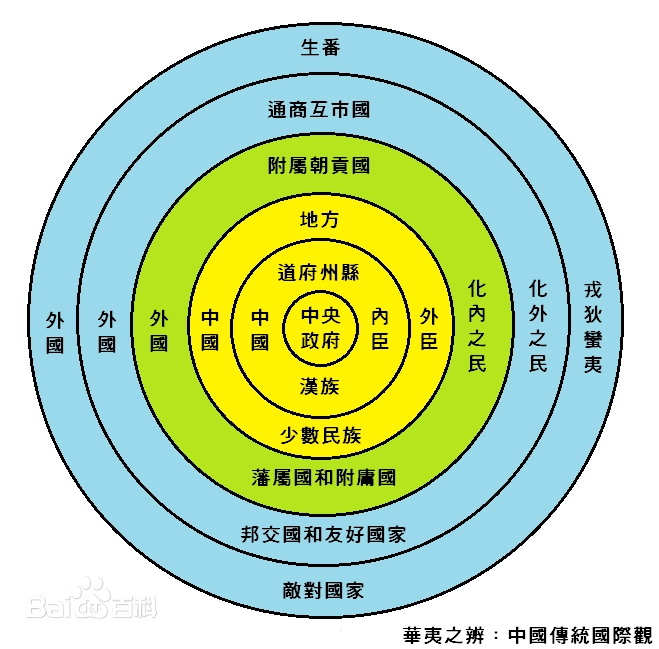 生番
通商互市國
附屬朝貢國
地方
道府州縣
中央
政府
外國
外國
外國
中國
中國
內臣
外臣
化內之民
化外之民
戎狄蠻夷
漢族
少數民族
藩屬國和附庸國
邦交國和友好國家
敵對國家
Baidu百科
華夷之辨：中國傳統國際觀